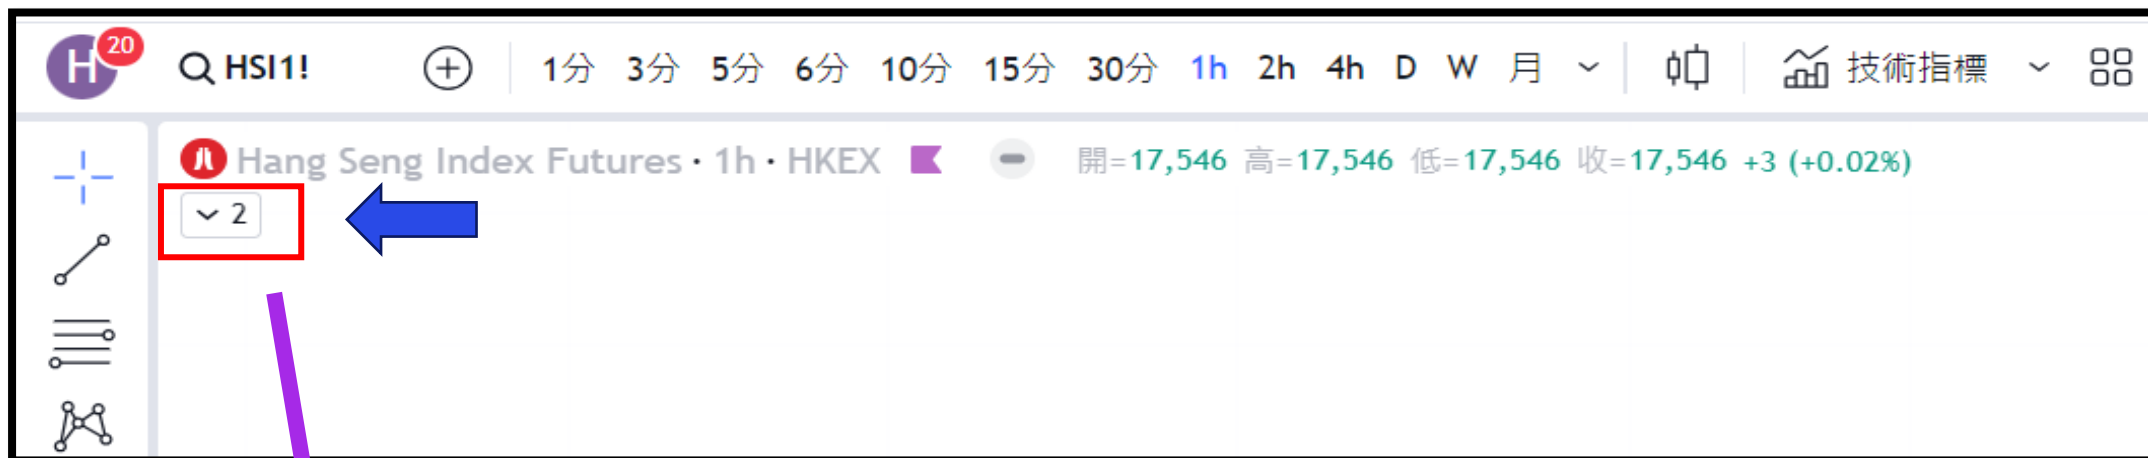 H 20 HSI1! 1分 3分 5分 6分 10分 15分 30分 1h 2h 4h D W 月 技術指標
Hang Seng Index Futures · 1h · HKEX 開=17,546 高=17,546 低=17,546 收=17,546 +3 (+0.02%)
2